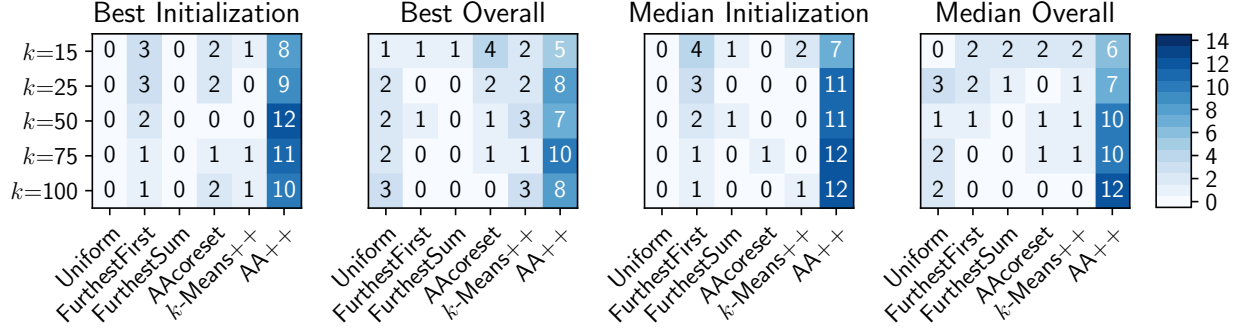 Best Initialization Best Overall Median Initialization Median Overall
k=15 0 3 0 2 1 8 1 1 1 4 2 5 0 4 1 0 2 7 0 2 2 2 2 6
k=25 0 3 0 2 0 9 2 0 0 2 2 8 0 3 0 0 0 11 3 2 1 0 1 7
k=50 0 2 0 0 0 12 2 1 0 1 3 7 0 2 1 0 0 11 1 1 0 1 1 10
k=75 0 1 0 1 1 11 2 0 0 1 1 10 0 1 0 1 0 12 2 0 0 1 1 10
k=100 0 1 0 2 1 10 3 0 0 0 3 8 0 1 0 0 1 12 2 0 0 0 0 12
Uniform FurthestFirst FurthestSum AAcoreset k-Means++ AA++
Uniform FurthestFirst FurthestSum AAcoreset k-Means++ AA++
Uniform FurthestFirst FurthestSum AAcoreset k-Means++ AA++
Uniform FurthestFirst FurthestSum AAcoreset k-Means++ AA++
14
12
10
8
6
4
2
0